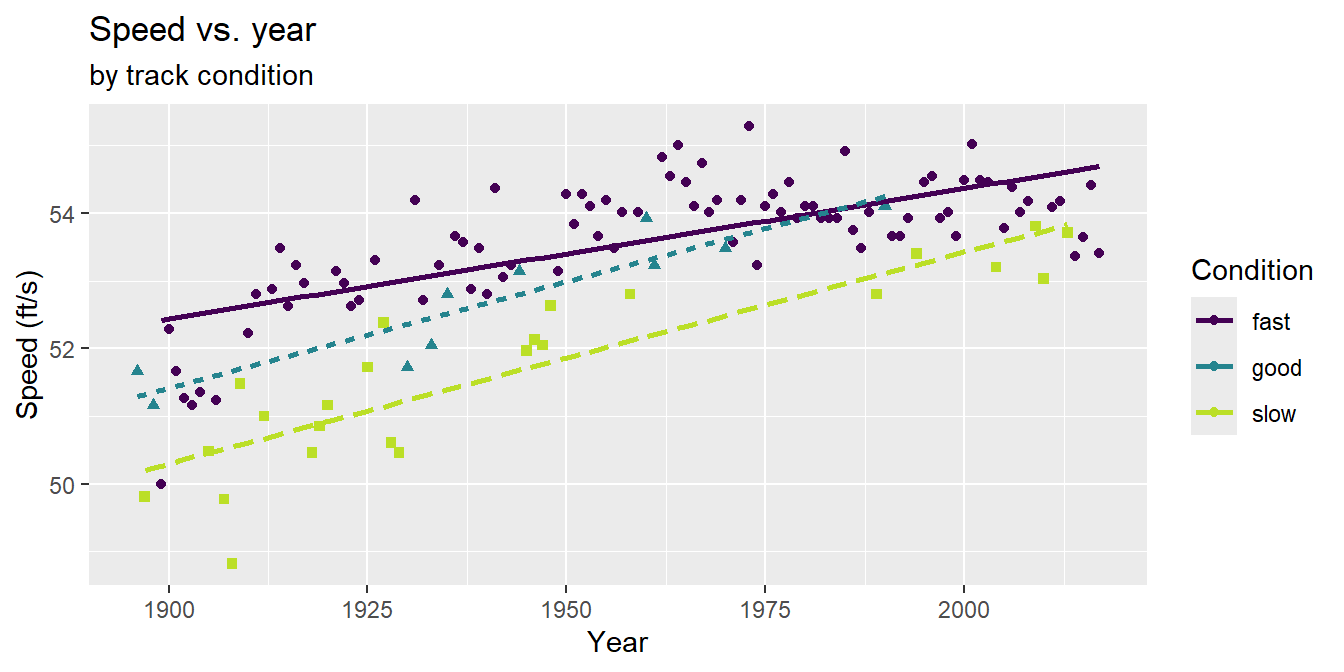 Speed vs. year
by track condition
54
52
50
Speed (ft/s)
1900 1925 1950 1975 2000
Year
Condition
fast
good
slow